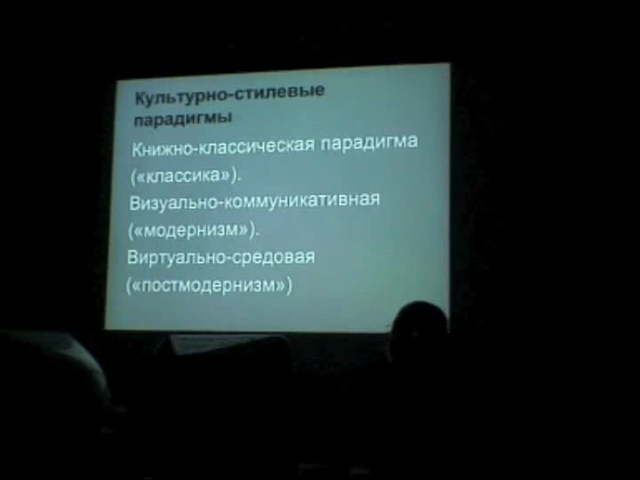 Культурно-стилевые
парадигмы
Книжно-классическая парадигма
(«классика»).
Визуально-коммуникативная
(«модернизм»).
Виртуально-средовая
(«постмодернизм»)